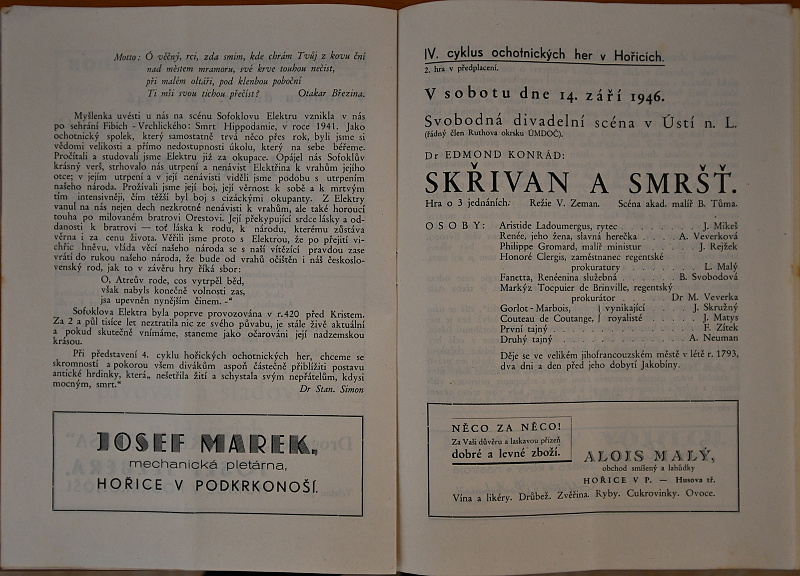 Motto: Ó věčný, rci, zda smím, kde chrám Tvůj z kovu ční
nad městem mramoru, své krve touhou nečist,
při malém oltáři, pod klenbou poboční
Ti mši svou tichou přečíst? Otakar Březina.
Myšlenka uvésti u nás na scénu Sofoklovu Elektru vznikla v nás
po sehrání Fibich - Vrchlického: Smrt Hippodamie, v roce 1941. Jako
ochotnický spolek, který samostatně trvá něco přes rok, byli jsme si
vědomi velikosti a přímo nedostupnosti úkolu, který na sebe béřeme.
Pročítali a studovali jsme Elektru již za okupace. Opájel nás Sofoklův
krásný verš, strhovalo nás utrpení a nenávist Elektřina k vrahům jejího
otce; v jejím utrpení a v její nenávisti viděli jsme podobu s utrpením
našeho národa. Prožívali jsme její boj, její věrnost k sobě a k mrtvým
tím intensivněji, čím těžší byl boj s cizáckými okupanty. Z Elektry
vanul na nás nejen dech nezkrotné nenávisti k vrahům, ale také horoucí
touha po milovaném bratrovi Orestovi. Její překypující srdce lásky a od-
danosti k bratrovi — toť láska k rodu, k národu, kterému zůstává
věrna i za cenu života. Věřili jsme proto s Elektrou, že po přejití vi-
chřic hněvu, vláda věcí našeho národa se s naší vítězící pravdou zase
vrátí do rukou našeho národa, že bude od vrahů očištěn i náš českoslo-
venský rod, jak to v závěru hry říká sbor:
O, Atreův rode, cos vytrpěl běd,
však nabyls konečně volnosti zas,
jsa upevněn nynějším činem. -"
Sofoklova Elektra byla poprve provozována v r.420 před Kristem.
Za 2 a půl tisíce let neztratila nic ze svého půvabu, je stále živě aktuální
a pokud skutečně vnímáme, staneme jako očarováni její nadzemskou
krásou.
Při představení 4. cyklu hořických ochotnických her, chceme se
skromností a pokorou všem divákům aspoň částečně přiblížiti postavu
antické hrdinky, která„ nešetřila žití a schystala svým nepřátelům, kdysi
mocným, smrt."
Dr Stan. Simon
JOSEF MAREK,
mechanická pletárna,
HOŘICE V PODKRKONOŠÍ.
IV. cyklus ochotnických her v Hořicích.
2. hra v předplacení.
V sobotu dne 14. září 1946.
Svobodná divadelní scéna v Ústí n. L.
(řádný člen Ruthova okrsku ÚMDOČ).
Dr EDMOND KONRÁD:
SKŘIVAN A SMRŠŤ.
Hra o 3 jednáních. Režie V. Zeman. Scéna akad. malíř B. Tůma.
OSOBY: Aristide Ladoumergus, rytec . . . . . . J. Mikeš
Renée, jeho žena, slavná herečka . . . . A. Veverková
Philippe Gromard, malíř ministur . . . . J. Rejžek
Honoré Clergis, zaměstnanec regentské
prokuratury . . . . . . . L. Malý
Fanetta, Renéenina služebná . . . . . B. Svobodová
Markýz Tocpuier de Brinville, regentský
prokurátor . . . . . Dr M. Veverka
Gorlot - Marbois, | vynikající . . . J. Skružný
Couteau de Coutange, | royalisté . . . J. Matys
První tajný . . . . . . . . . . F. Zítek
Druhý tajný . . . . . . . . . . A. Neuman
Děje se ve velikém jihofrancouzském městě v létě r. 1793,
dva dni a den před jeho dobytí Jakobíny.
NĚCO ZA NĚCO!
Za Vaši důvěru a laskavou přízeň
dobré a levné zboží.
ALOIS MALÝ,
obchod smíšený a lahůdky
HOŘICE V P. — Husova tř.
Vína a likéry. Drůbež. Zvěřina. Ryby. Cukrovinky. Ovoce.